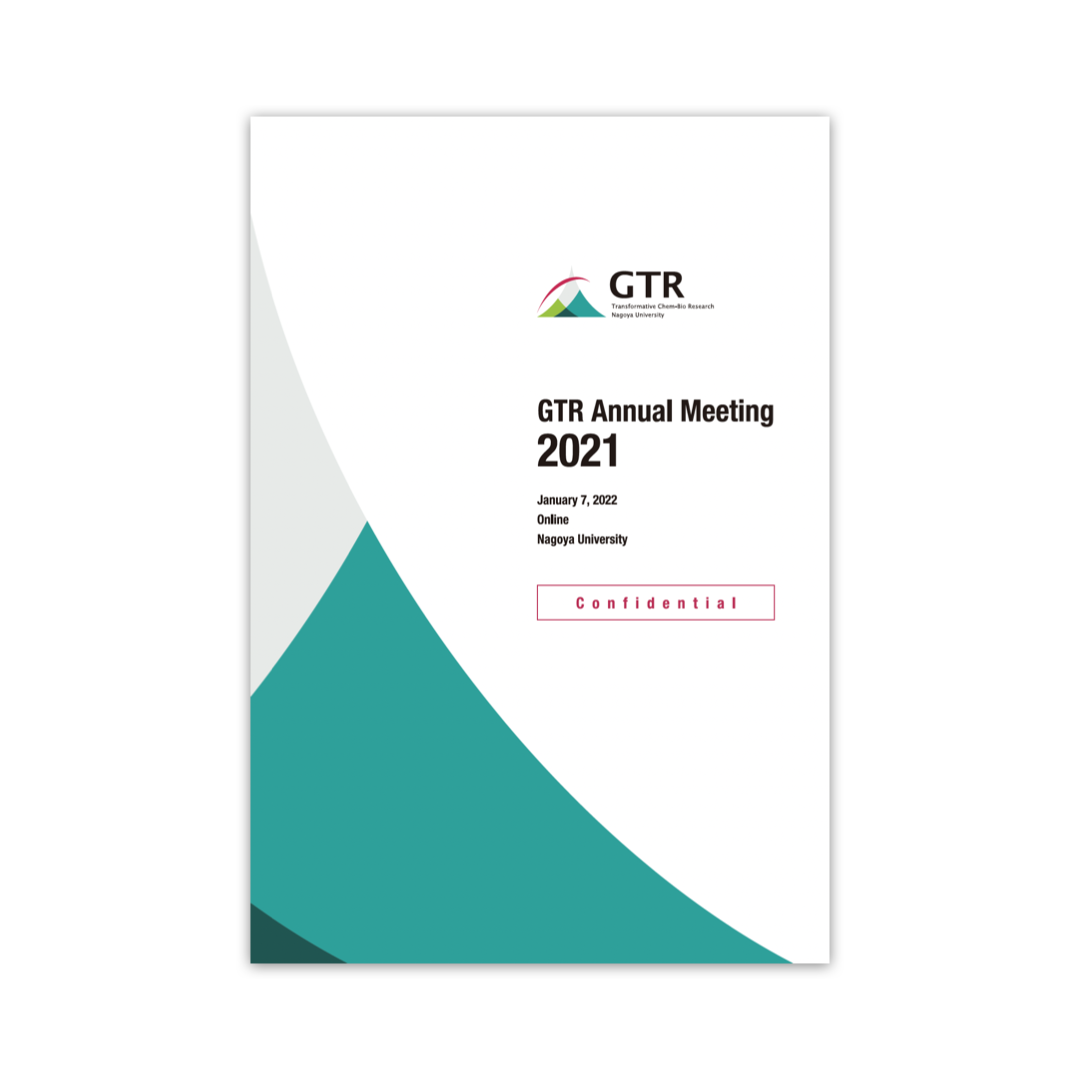 GTR
Transformative Chem-Bio Research
Nagoya University
GTR Annual Meeting
2021
January 7, 2022
Online
Nagoya University
Confidential